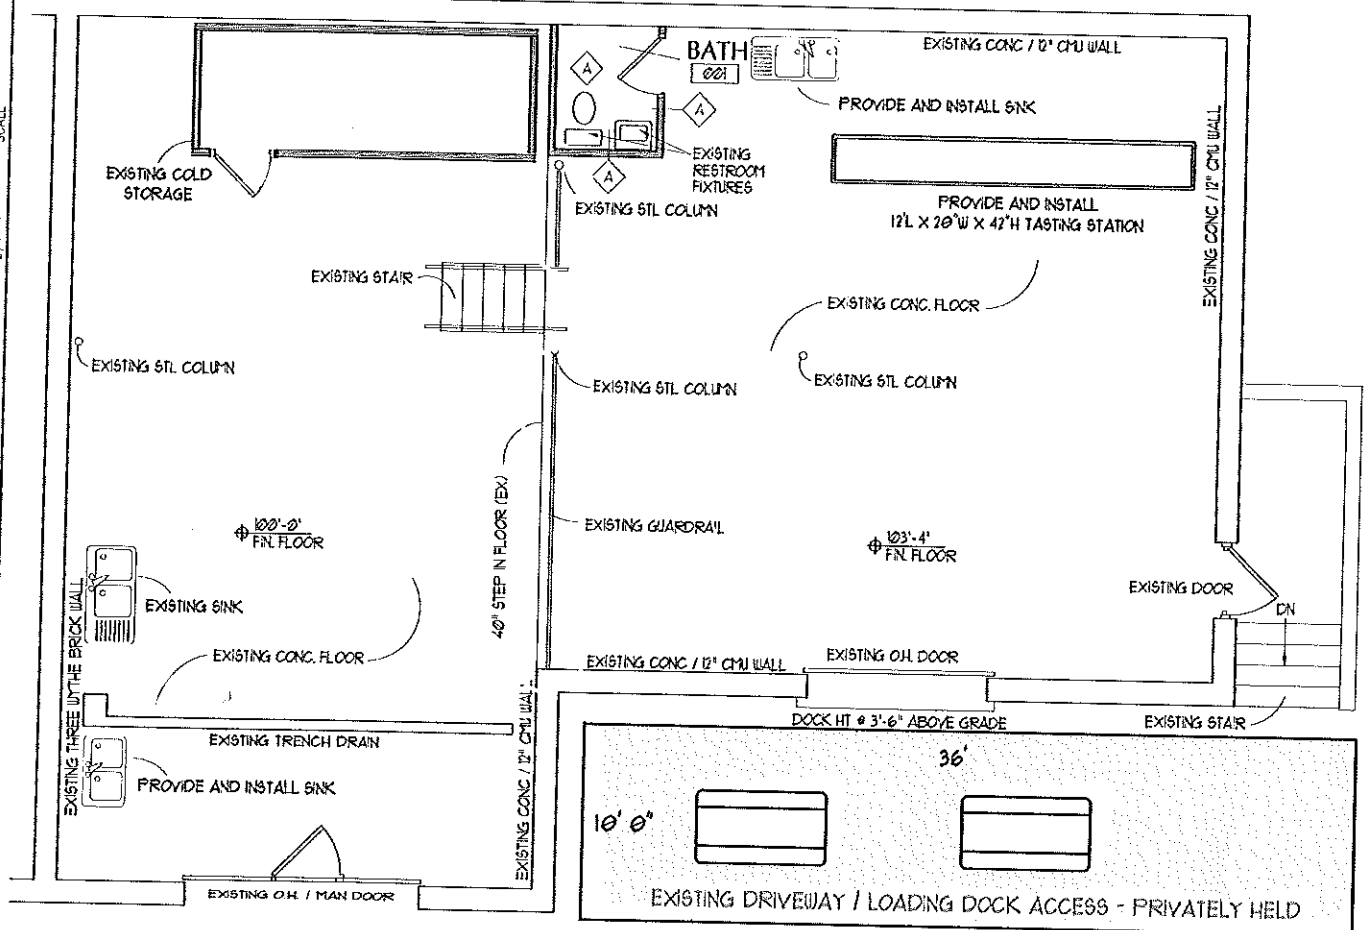 SCALE
EXISTING CONC / 12" CMU WALL
BATH
001
A
A
A
PROVIDE AND INSTALL SINK
EXISTING
RESTROOM
FIXTURES
EXISTING COLD
STORAGE
EXISTING STL COLUMN
PROVIDE AND INSTALL
12'L X 20"W X 42"H TASTING STATION
EXISTING CONC / 12" CMU WALL
EXISTING STAIR
EXISTING CONC. FLOOR
EXISTING STL COLUMN
EXISTING STL COLUMN
EXISTING STL COLUMN
40" STEP IN FLOOR (EX)
EXISTING GUARDRAIL
100'-0"
FIN. FLOOR
103'-4"
FIN. FLOOR
EXISTING DOOR
DN
EXISTING SINK
EXISTING THREE WYTHE BRICK WALL
EXISTING CONC. FLOOR
EXISTING CONC / 12" CMU WALL
EXISTING O.H. DOOR
DOCK HT @ 3'-6" ABOVE GRADE
EXISTING STAIR
EXISTING TRENCH DRAIN
EXISTING CONC / 12" CMU WALL
PROVIDE AND INSTALL SINK
36'
10' 0"
EXISTING O.H. / MAN DOOR
EXISTING DRIVEWAY / LOADING DOCK ACCESS - PRIVATELY HELD